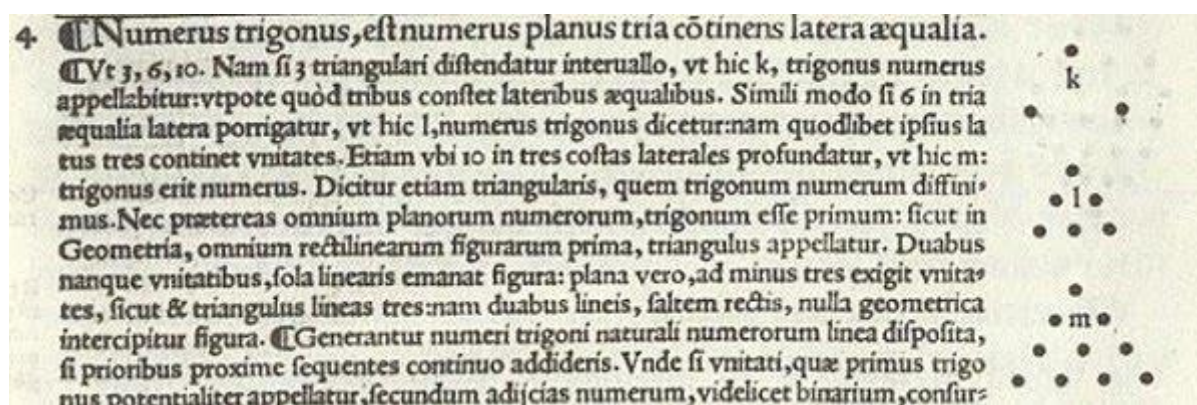 4 ⸿Numerus trigonus, eſt numerus planus tria cōtinens latera æqualia.
⸿Vt 3, 6, 10. Nam ſi 3 triangulari diſtendatur interuallo, vt hic k, trigonus numerus
appellabitur: vtpote quòd tribus conſtet lateribus æqualibus. Simili modo ſi 6 in tria
æqualia latera porrigatur, vt hic l, numerus trigonus dicetur: nam quodlibet ipſius la
tus tres continet vnitates. Etiam vbi 10 in tres coſtas laterales profundatur, vt hic m:
trigonus erit numerus. Dicitur etiam triangularis, quem trigonum numerum diffini⸗
mus. Nec prætereas omnium planorum numerorum, trigonum eſſe primum: ſicut in
Geometria, omnium rectilinearum figurarum prima, triangulus appellatur. Duabus
nanque vnitatibus, ſola linearis emanat figura: plana vero, ad minus tres exigit vnita⸗
tes, ſicut & triangulus lineas tres: nam duabus lineis, ſaltem rectis, nulla geometrica
intercipitur figura. ⸿Generantur numeri trigoni naturali numerorum linea diſpoſita,
ſi prioribus proxime ſequentes continuo addideris. Vnde ſi vnitati, quæ primus trigo
nus potentialiter appellatur, ſecundum adijcias numerum, videlicet binarium, conſur⸗
k
l
m